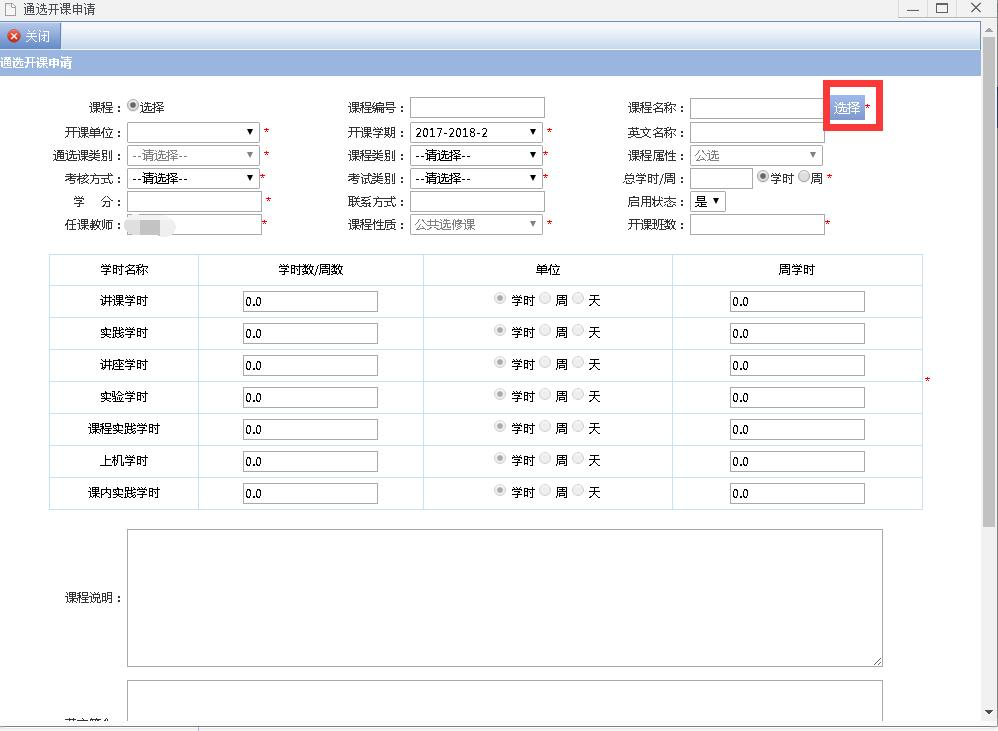 通选开课申请
关闭
通选开课申请
课程： 选择 课程编号： 课程名称： 选择 *
开课单位： * 开课学期： 2017-2018-2 * 英文名称：
通选课类别： --请选择-- * 课程类别： --请选择-- * 课程属性： 公选
考核方式： --请选择-- * 考试类别： --请选择-- * 总学时/周： 学时 周 *
学 分： * 联系方式： 启用状态： 是
任课教师： * 课程性质： 公共选修课 * 开课班数： *
学时名称 学时数/周数 单位 周学时
讲课学时 0.0 学时 周 天 0.0
实践学时 0.0 学时 周 天 0.0
讲座学时 0.0 学时 周 天 0.0
*
实验学时 0.0 学时 周 天 0.0
课程实践学时 0.0 学时 周 天 0.0
上机学时 0.0 学时 周 天 0.0
课内实践学时 0.0 学时 周 天 0.0
课程说明：